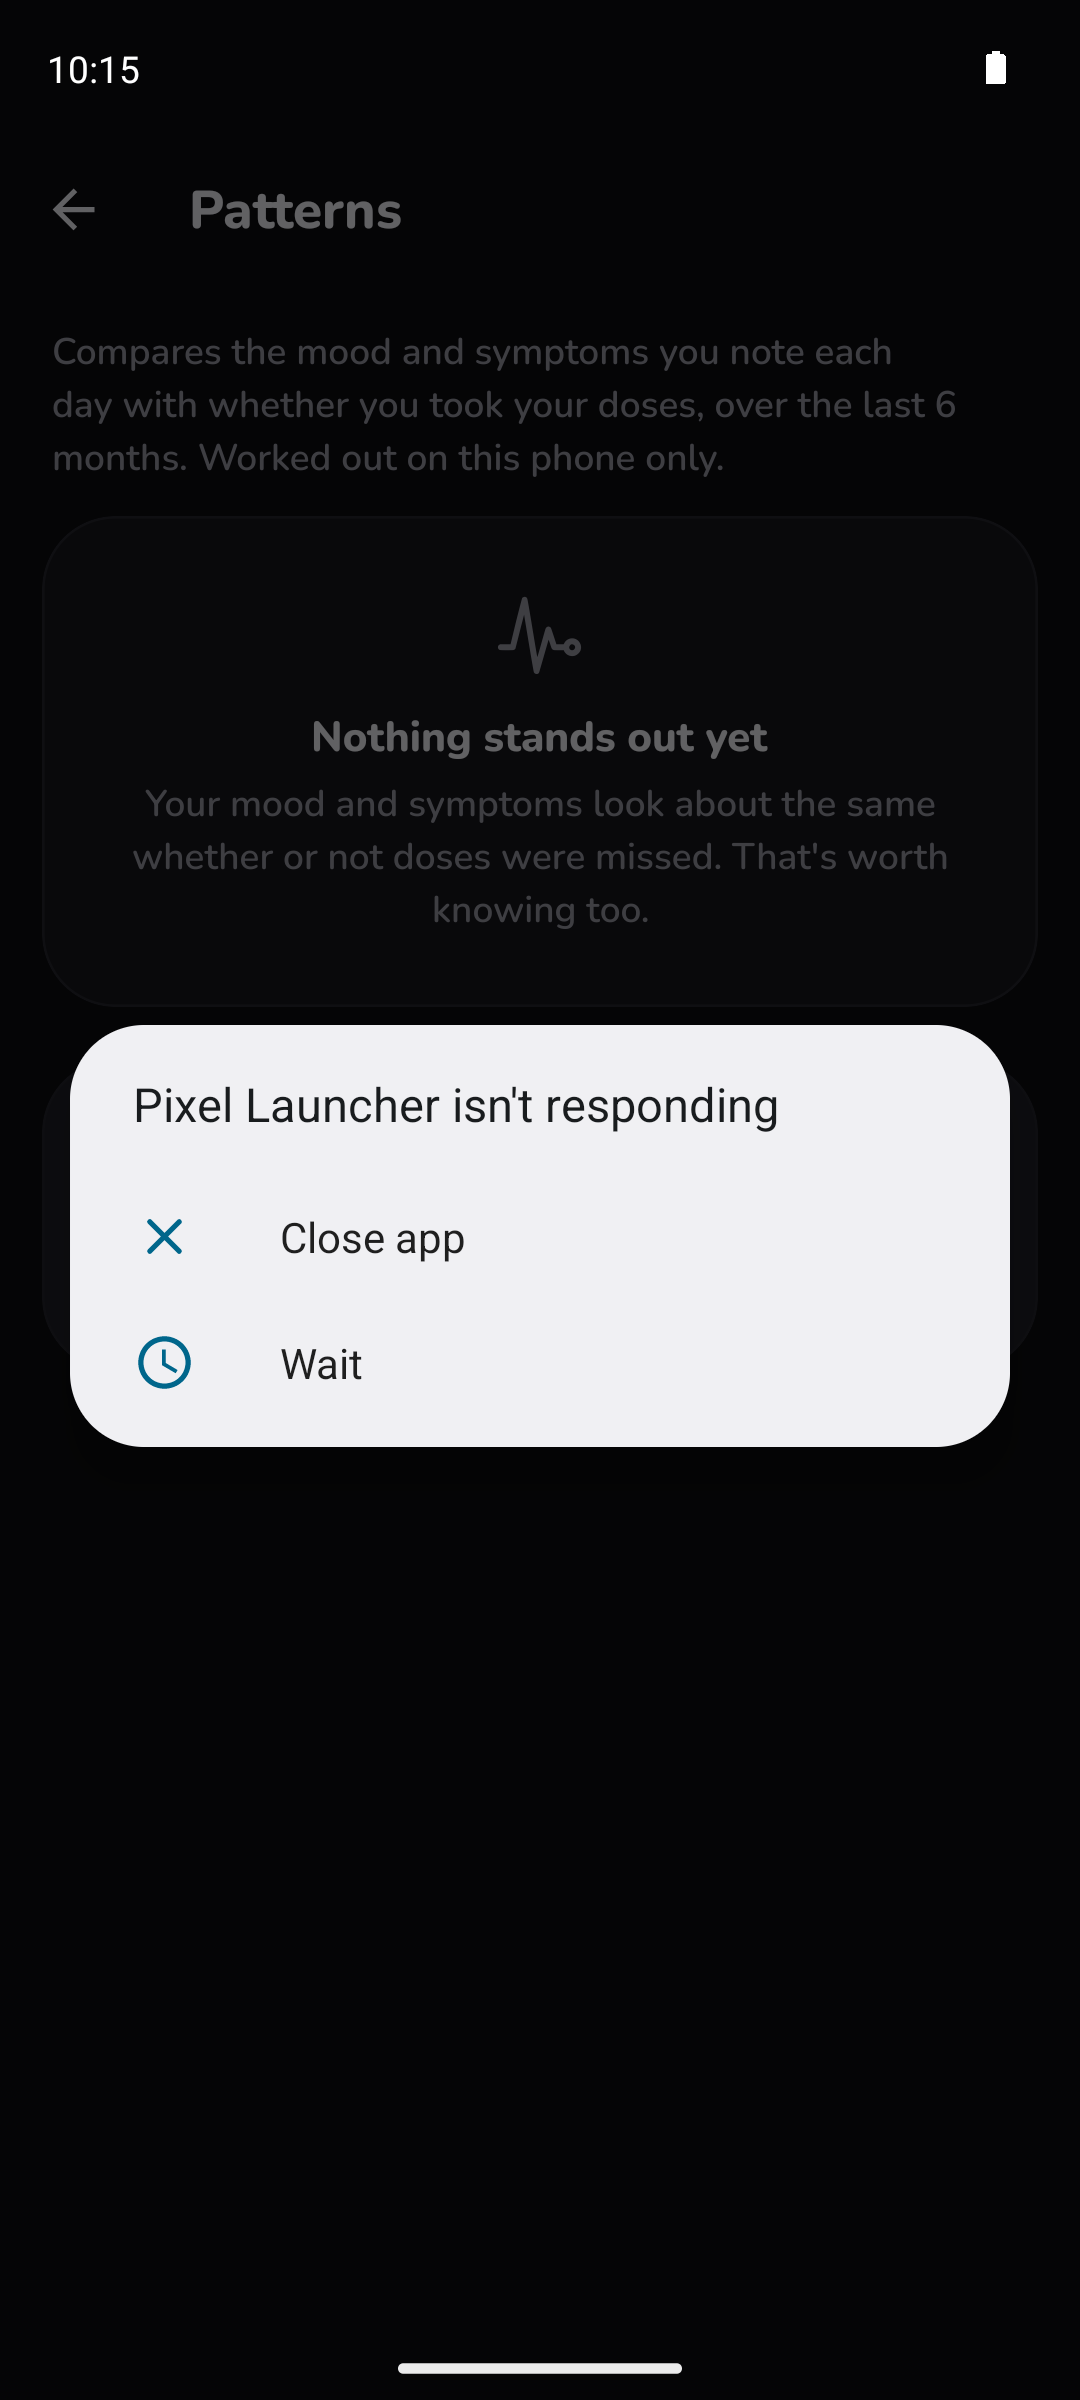 10:15
Patterns
Compares the mood and symptoms you note each
day with whether you took your doses, over the last 6
months. Worked out on this phone only.
Nothing stands out yet
Your mood and symptoms look about the same
whether or not doses were missed. That's worth
knowing too.
Pixel Launcher isn't responding
Close app
Wait